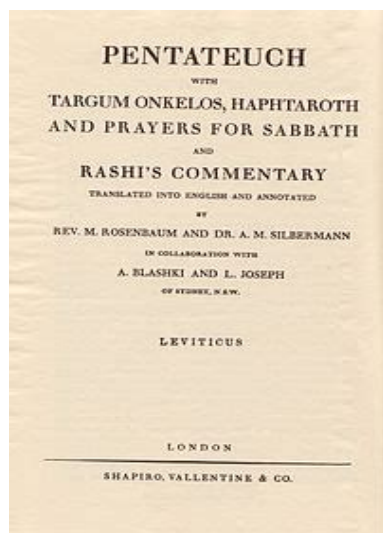 PENTATEUCH
WITH
TARGUM ONKELOS, HAPHTAROTH
AND PRAYERS FOR SABBATH
AND
RASHI'S COMMENTARY
TRANSLATED INTO ENGLISH AND ANNOTATED
BY
REV. M. ROSENBAUM AND DR. A. M. SILBERMANN
IN COLLABORATION WITH
A. BLASHKI AND L. JOSEPH
OF SYDNEY, N.S.W.
LEVITICUS
LONDON
SHAPIRO, VALLENTINE & CO.